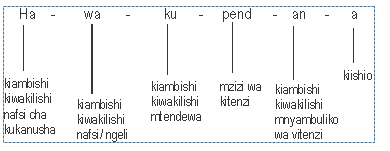 Ha - wa - ku - pend - an - a
kiambishi
kiwakilishi
nafsi cha
kukanusha
kiambishi
kiwakilishi
nafsi/ngeli
kiambishi
kiwakilishi
mtendewa
mzizi wa
kitenzi
kiambishi
kiwakilishi
mnyambuliko
wa vitenzi
kiishio